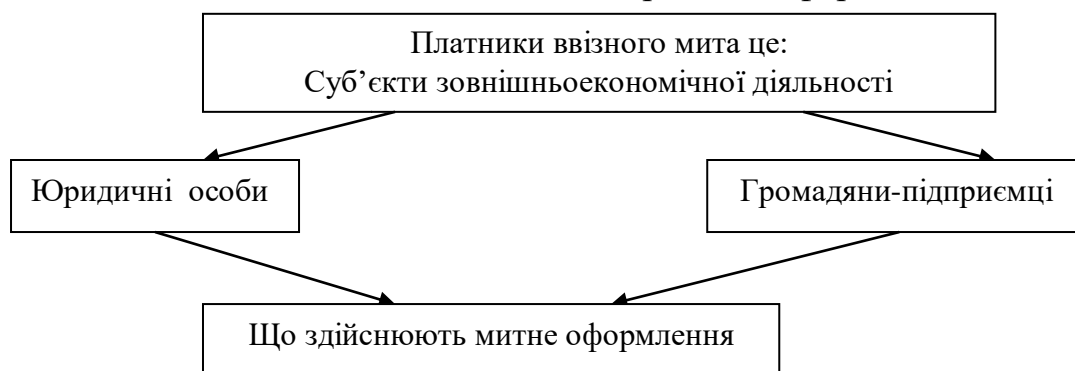 Платники ввізного мита це:
Суб’єкти зовнішньоекономічної діяльності
Юридичні особи
Громадяни-підприємці
Що здійснюють митне оформлення